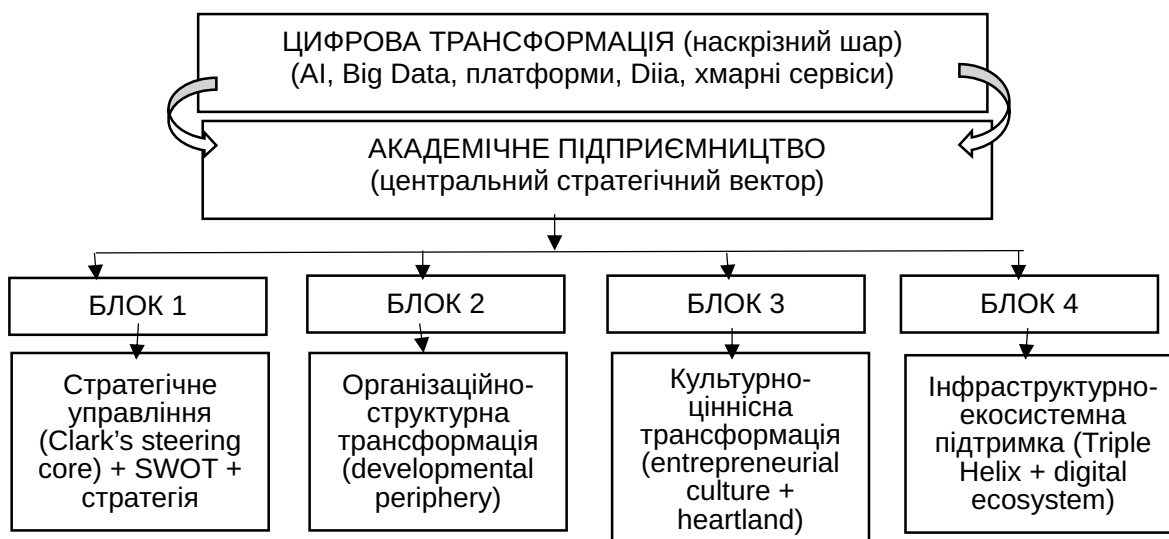 ЦИФРОВА ТРАНСФОРМАЦІЯ (наскрізний шар)
(AI, Big Data, платформи, Diia, хмарні сервіси)
АКАДЕМІЧНЕ ПІДПРИЄМНИЦТВО
(центральний стратегічний вектор)
БЛОК 1
БЛОК 2
БЛОК 3
БЛОК 4
Стратегічне
управління
(Clark’s steering
core) + SWOT +
стратегія
Організаційно-
структурна
трансформація
(developmental
periphery)
Культурно-
ціннісна
трансформація
(entrepreneurial
culture +
heartland)
Інфраструктурно-
екосистемна
підтримка (Triple
Helix + digital
ecosystem)